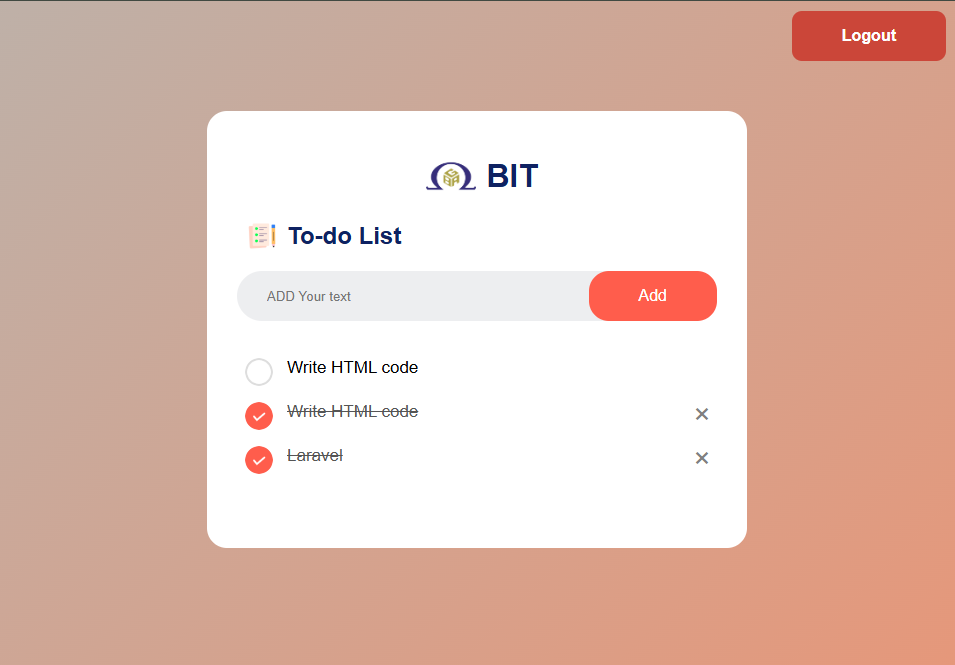 Logout
BIT
To-do List
ADD Your text
Add
Write HTML code
Write HTML code
Laravel